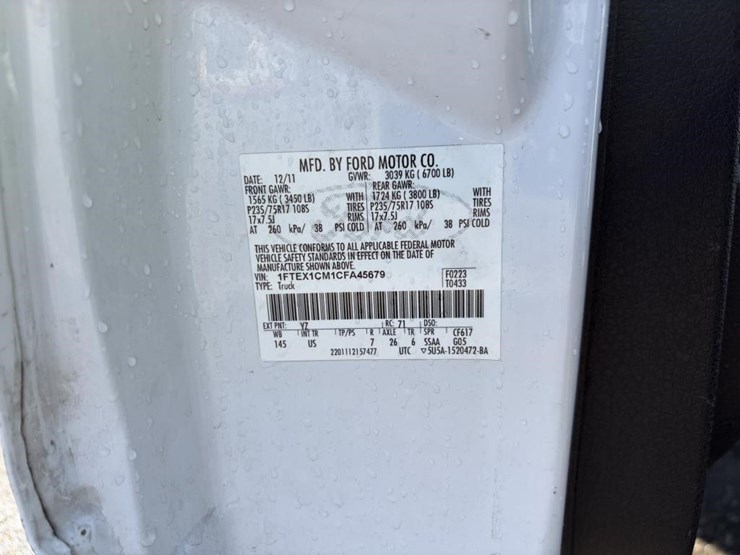 MFD. BY FORD MOTOR CO.
DATE: 12/11 GVWR: 3039 KG ( 6700 LB)
FRONT GAWR: REAR GAWR:
1565 KG ( 3450 LB) WITH 1724 KG ( 3800 LB) WITH
P235/75R17 108S TIRES P235/75R17 108S TIRES
17x7.5J RIMS 17x7.5J RIMS
AT 260 kPa/ 38 PSI COLD AT 260 kPa/ 38 PSI COLD
THIS VEHICLE CONFORMS TO ALL APPLICABLE FEDERAL MOTOR
VEHICLE SAFETY STANDARDS IN EFFECT ON THE DATE OF
MANUFACTURE SHOWN ABOVE.
VIN: 1FTEX1CM1CFA45679 F0223
TYPE: Truck T0433
EXT PNT: YZ RC: 71 DSO:
WB INT TR TP/PS R AXLE TR SPR CF617
145 US 7 26 6 SSAA G05
2201112157477 UTC ▽5U5A-1520472-BA